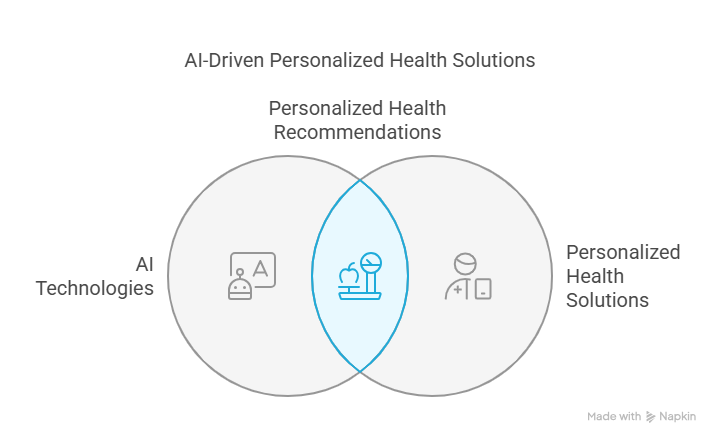 AI-Driven Personalized Health Solutions
Personalized Health
Recommendations
AI
Technologies
A
Personalized
Health
Solutions
Made with Napkin